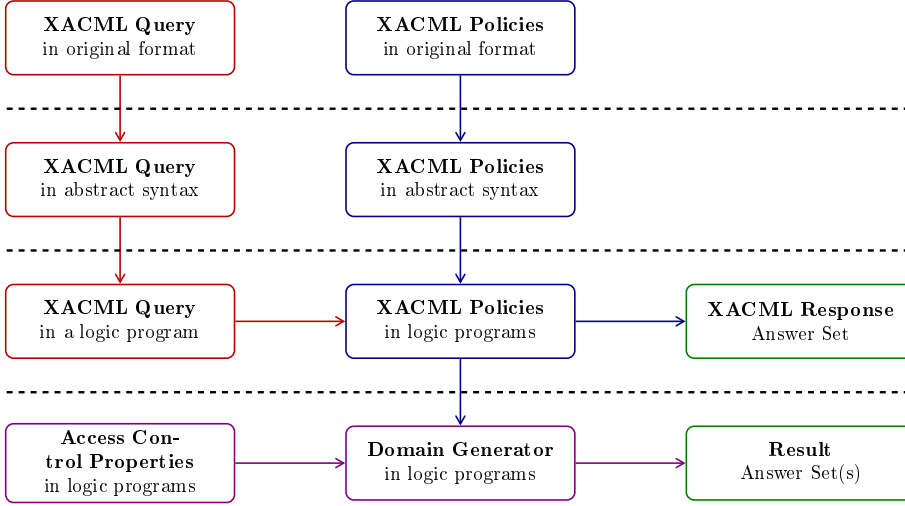 XACML Query
in original format
XACML Policies
in original format
XACML Query
in abstract syntax
XACML Policies
in abstract syntax
XACML Query
in a logic program
XACML Policies
in logic programs
XACML Response
Answer Set
Access Con-
trol Properties
in logic programs
Domain Generator
in logic programs
Result
Answer Set(s)